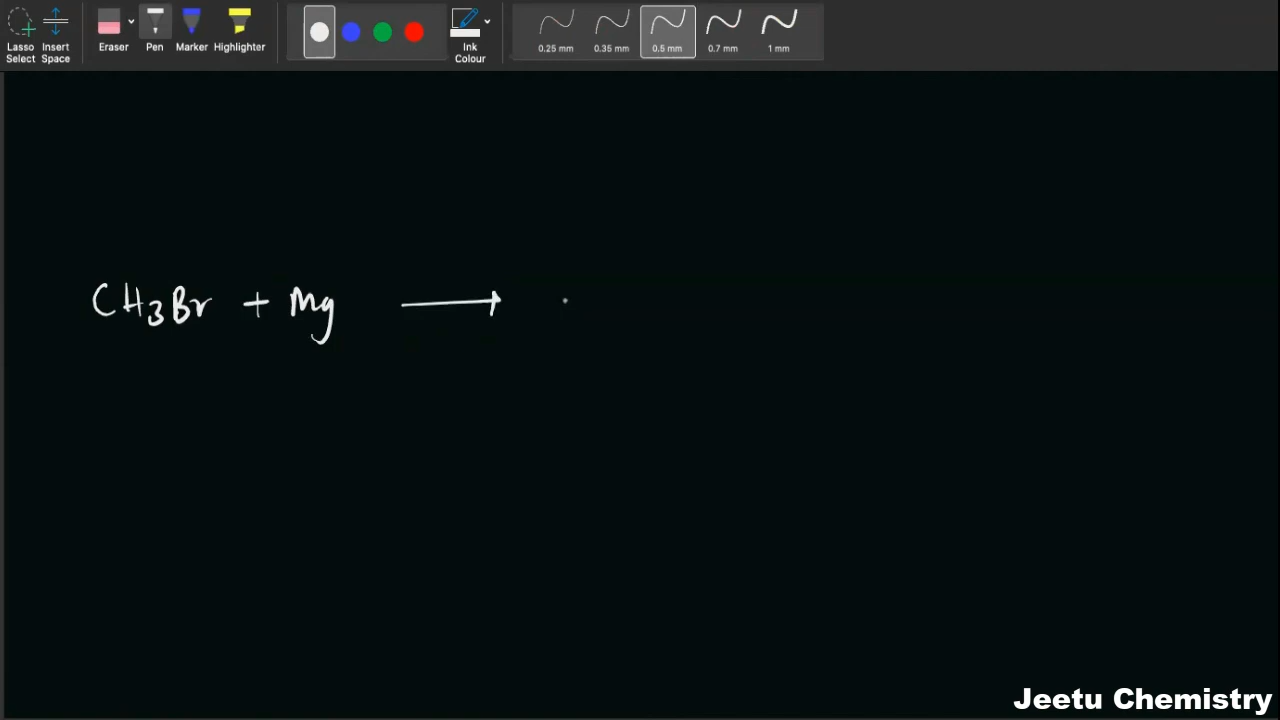 Lasso Select
Insert Space
Eraser
Pen
Marker
Highlighter
Ink Colour
0.25 mm
0.35 mm
0.5 mm
0.7 mm
1 mm
CH₃Br + Mg ⟶
Jeetu Chemistry